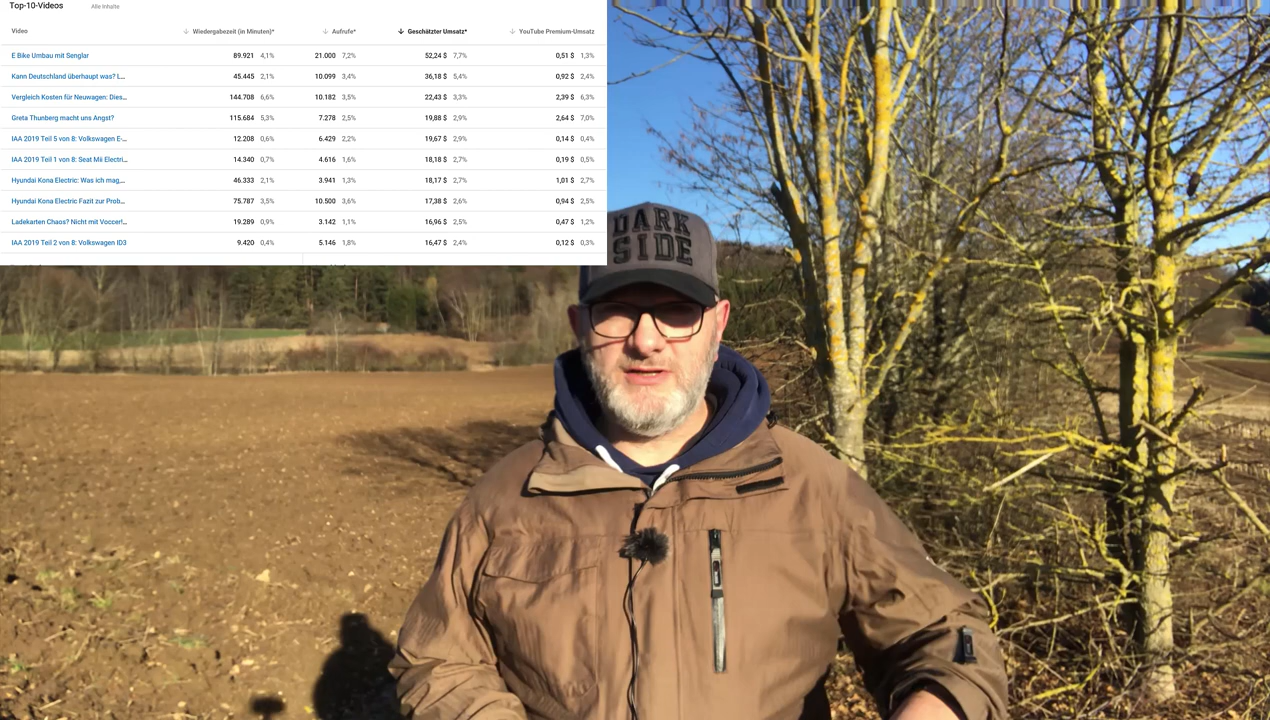 Top-10-Videos Alle Inhalte
Video Wiedergabezeit (in Minuten)* Aufrufe* Geschätzter Umsatz* YouTube Premium-Umsatz
E Bike Umbau mit Senglar 89.921 4,1% 21.000 7,2% 52,24 $ 7,7% 0,51 $ 1,3%
Kann Deutschland überhaupt was? L... 45.445 2,1% 10.099 3,4% 36,18 $ 5,4% 0,92 $ 2,4%
Vergleich Kosten für Neuwagen: Dies... 144.708 6,6% 10.182 3,5% 22,43 $ 3,3% 2,39 $ 6,3%
Greta Thunberg macht uns Angst? 115.684 5,3% 7.278 2,5% 19,88 $ 2,9% 2,64 $ 7,0%
IAA 2019 Teil 5 von 8: Volkswagen E-... 12.208 0,6% 6.429 2,2% 19,67 $ 2,9% 0,14 $ 0,4%
IAA 2019 Teil 1 von 8: Seat Mii Electri... 14.340 0,7% 4.616 1,6% 18,18 $ 2,7% 0,19 $ 0,5%
Hyundai Kona Electric: Was ich mag,... 46.333 2,1% 3.941 1,3% 18,17 $ 2,7% 1,01 $ 2,7%
Hyundai Kona Electric Fazit zur Prob... 75.787 3,5% 10.500 3,6% 17,38 $ 2,6% 0,94 $ 2,5%
Ladekarten Chaos? Nicht mit Voccer!... 19.289 0,9% 3.142 1,1% 16,96 $ 2,5% 0,47 $ 1,2%
IAA 2019 Teil 2 von 8: Volkswagen ID3 9.420 0,4% 5.146 1,8% 16,47 $ 2,4% 0,12 $ 0,3%
DARK
SIDE